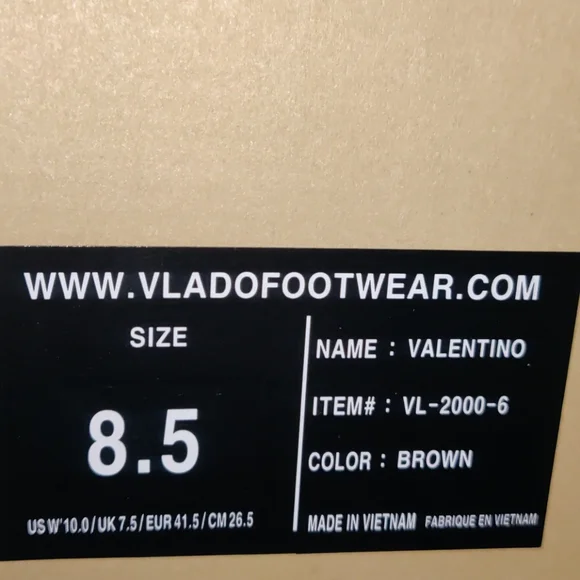 WWW.VLADOFOOTWEAR.COM
SIZE
8.5
US W'10.0/UK 7.5/EUR 41.5/CM 26.5
NAME : VALENTINO
ITEM# : VL-2000-6
COLOR : BROWN
MADE IN VIETNAM FABRIQUE EN VIETNAM